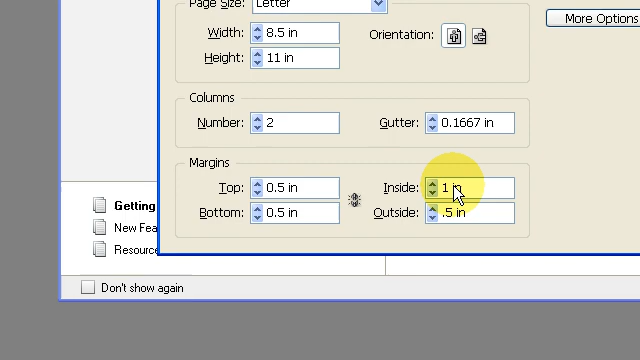 Page Size: Letter
Width: 8.5 in
Orientation:
More Options
Height: 11 in
Columns
Number: 2
Gutter: 0.1667 in
Margins
Top: 0.5 in
Inside: 1 in
Bottom: 0.5 in
Outside: .5 in
Getting
New Fea
Resource
Don't show again